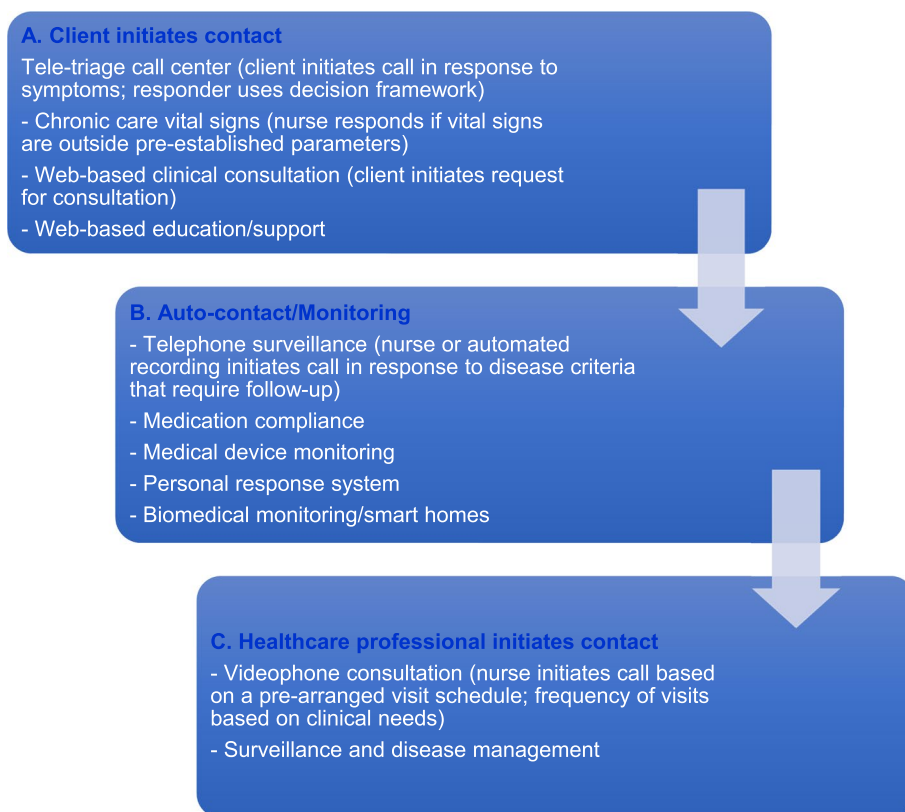 A. Client initiates contact
Tele-triage call center (client initiates call in response to
symptoms; responder uses decision framework)
- Chronic care vital signs (nurse responds if vital signs
are outside pre-established parameters)
- Web-based clinical consultation (client initiates request
for consultation)
- Web-based education/support
B. Auto-contact/Monitoring
- Telephone surveillance (nurse or automated
recording initiates call in response to disease criteria
that require follow-up)
- Medication compliance
- Medical device monitoring
- Personal response system
- Biomedical monitoring/smart homes
C. Healthcare professional initiates contact
- Videophone consultation (nurse initiates call based
on a pre-arranged visit schedule; frequency of visits
based on clinical needs)
- Surveillance and disease management